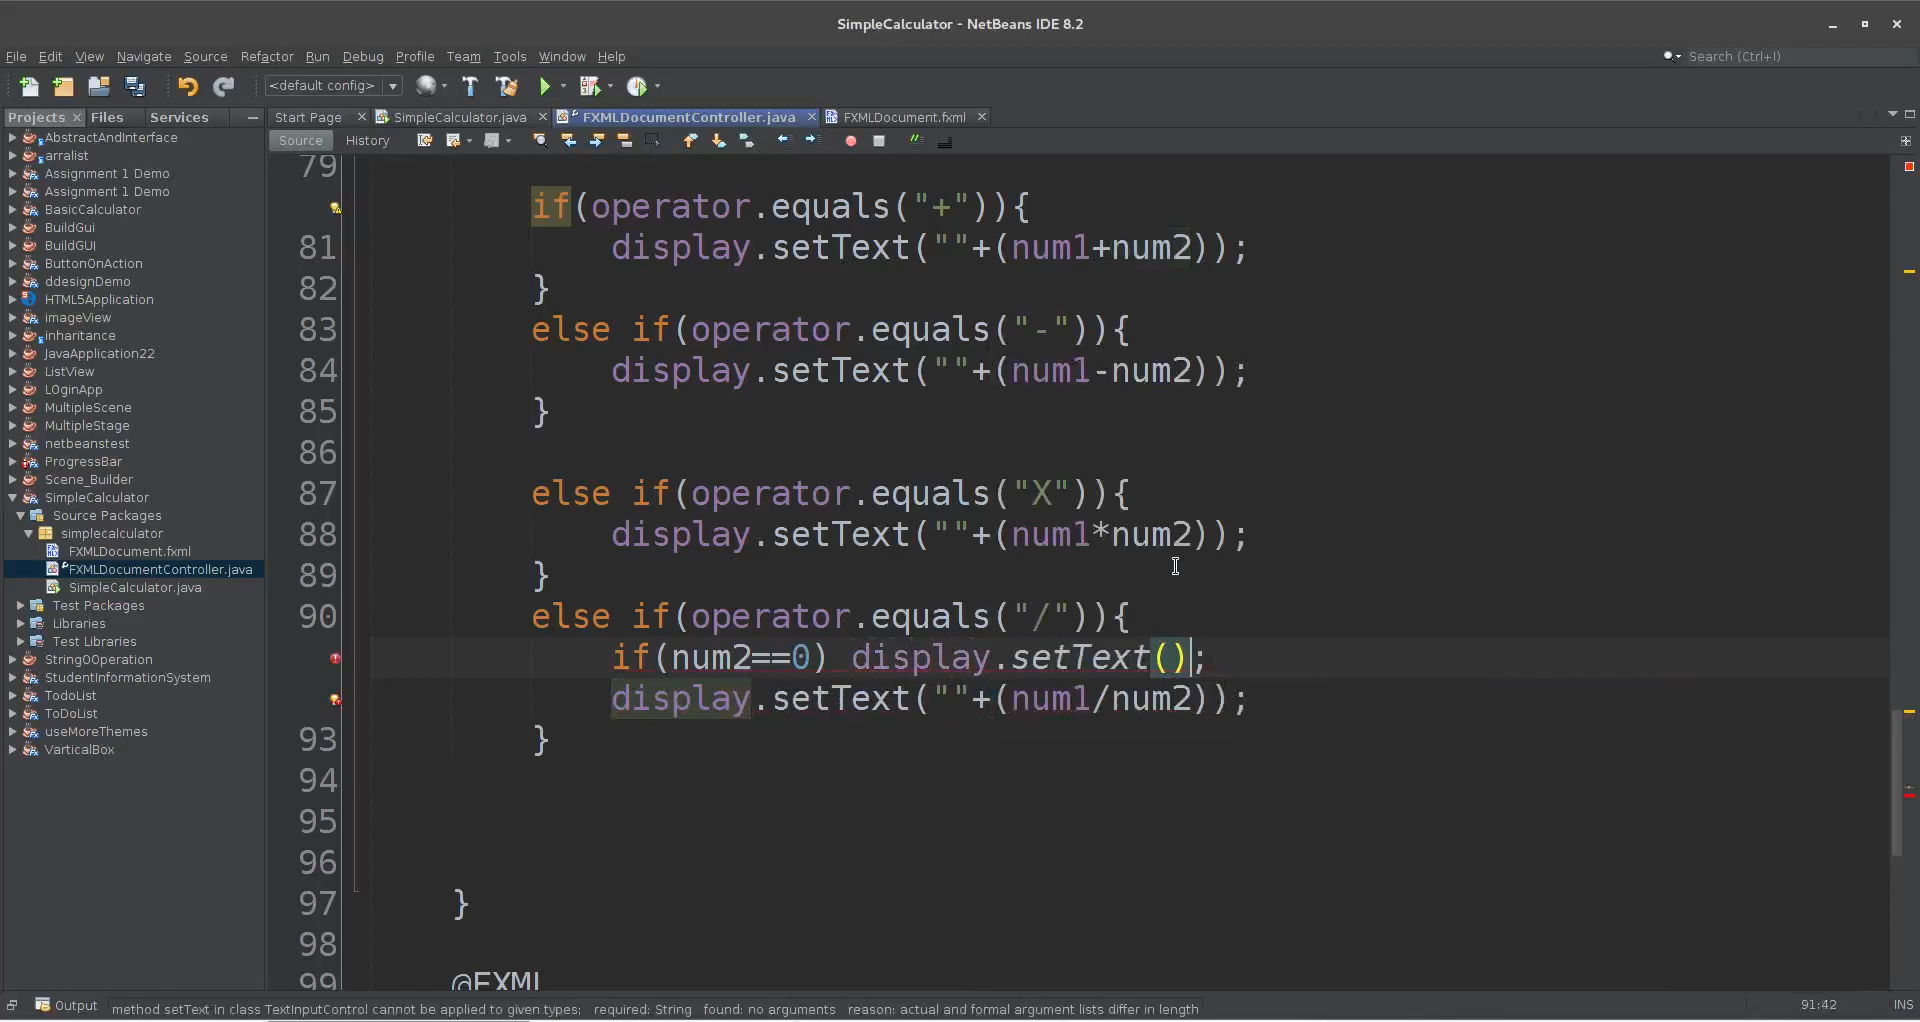 SimpleCalculator - NetBeans IDE 8.2
File Edit View Navigate Source Refactor Run Debug Profile Team Tools Window Help
Search (Ctrl+I)
<default config>
Projects Files Services
Start Page SimpleCalculator.java FXMLDocumentController.java FXMLDocument.fxml
Source History
AbstractAndInterface
arralist
Assignment 1 Demo
Assignment 1 Demo
BasicCalculator
BuildGui
BuildGUI
ButtonOnAction
ddesignDemo
HTML5Application
imageView
inheritance
JavaApplication22
ListView
LOginApp
MultipleScene
MultipleStage
netbeanstest
ProgressBar
Scene_Builder
SimpleCalculator
Source Packages
simplecalculator
FXMLDocument.fxml
FXMLDocumentController.java
SimpleCalculator.java
Test Packages
Libraries
Test Libraries
StringOOperation
StudentInformationSystem
TodoList
ToDoList
useMoreThemes
VarticalBox
79
if(operator.equals("+")){
81 display.setText(""+(num1+num2));
82 }
83 else if(operator.equals("-")){
84 display.setText(""+(num1-num2));
85 }
86
87 else if(operator.equals("X")){
88 display.setText(""+(num1*num2));
89 }
90 else if(operator.equals("/")){
if(num2==0) display.setText();
display.setText(""+(num1/num2));
93 }
94
95
96
97 }
98
99 @FXML
Output
method setText in class TextInputControl cannot be applied to given types; required: String found: no arguments reason: actual and formal argument lists differ in length
91:42 INS